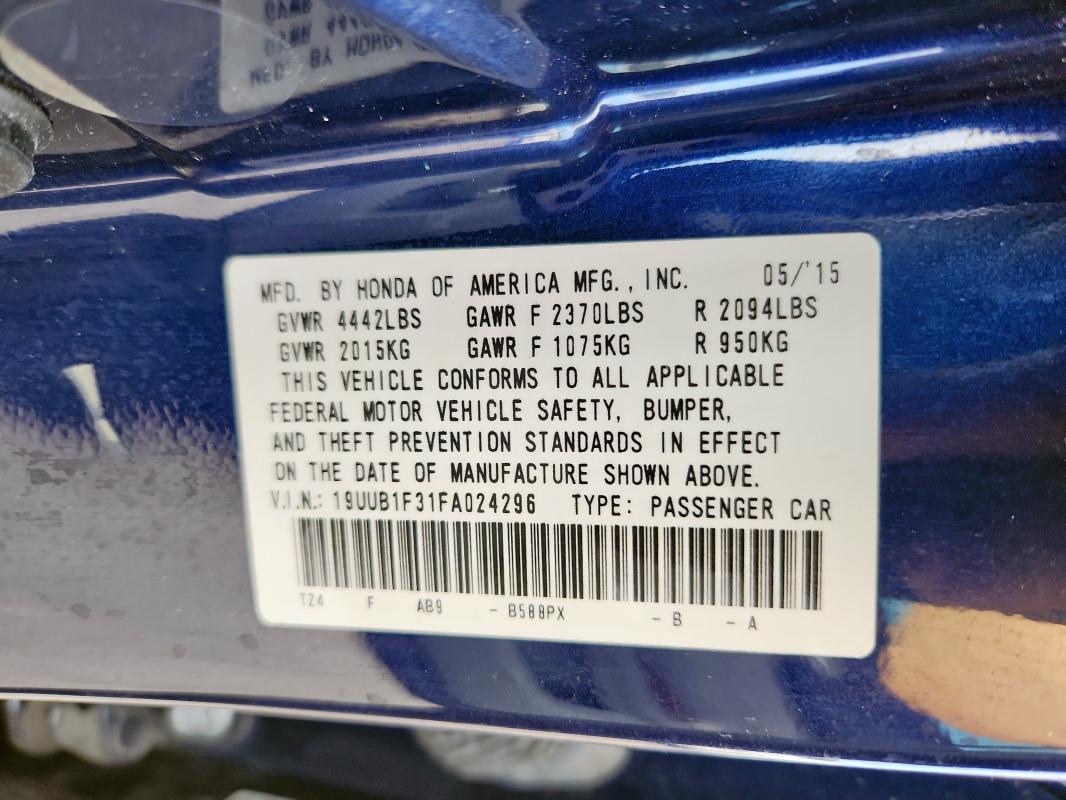 MFD. BY HONDA OF AMERICA MFG., INC. 05/'15
GVWR 4442LBS GAWR F 2370LBS R 2094LBS
GVWR 2015KG GAWR F 1075KG R 950KG
THIS VEHICLE CONFORMS TO ALL APPLICABLE
FEDERAL MOTOR VEHICLE SAFETY, BUMPER,
AND THEFT PREVENTION STANDARDS IN EFFECT
ON THE DATE OF MANUFACTURE SHOWN ABOVE.
V.I.N.: 19UUB1F31FA024296 TYPE: PASSENGER CAR
TZ4 F AB9 - B588PX - B - A